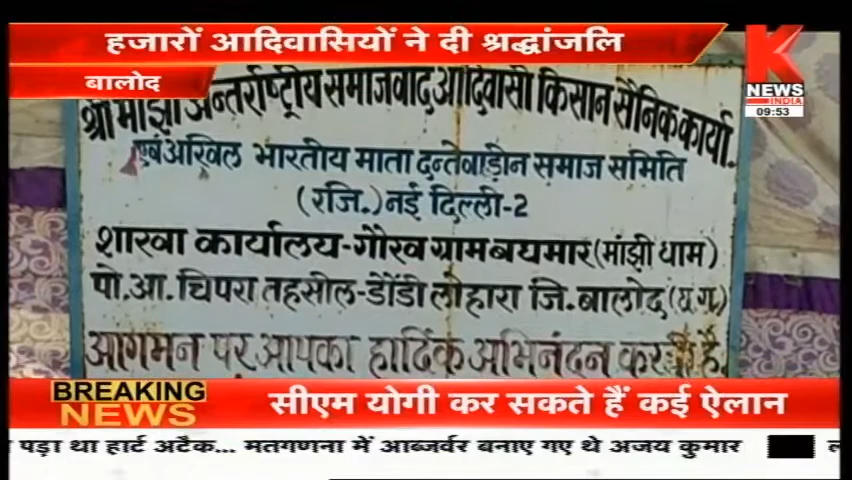 हजारों आदिवासियों ने दी श्रद्धांजलि
बालोद
K
NEWS
INDIA
09:53
श्री मांझी अन्तर्राष्ट्रीय समाजवाद आदिवासी किसान सैनिक कार्या.
एवं अखिल भारतीय माता दन्तेवाड़ीन समाज समिति
(रजि.) नई दिल्ली-2
शाखा कार्यालय-गौरव ग्राम बघमार (मांझी धाम)
पो.आ. चिपरा तहसील-डौंडी लोहारा जि. बालोद (छ.ग.)
आगमन पर आपका हार्दिक अभिनंदन करते है.
BREAKING
NEWS
सीएम योगी कर सकते हैं कई ऐलान
पड़ा था हार्ट अटैक... मतगणना में आब्जर्वर बनाए गए थे अजय कुमार